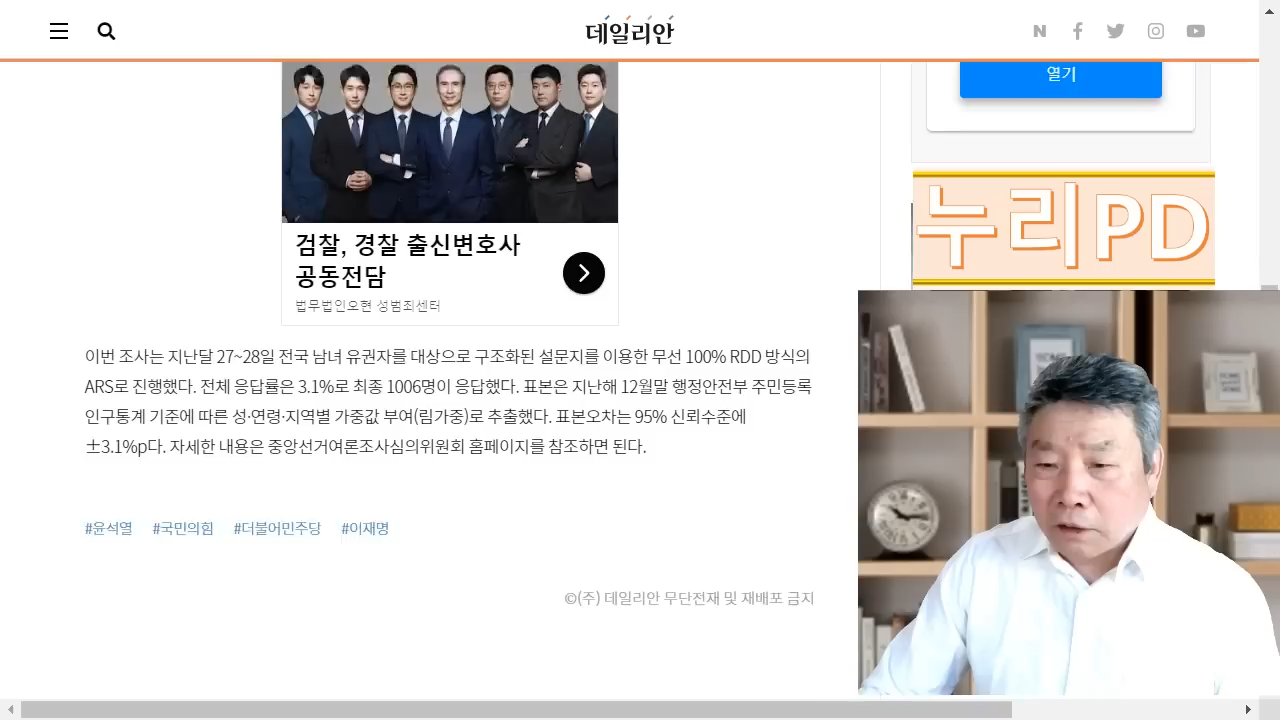 데일리안
열기
누리PD
검찰, 경찰 출신변호사
공동전담
법무법인오현 성범죄센터
이번 조사는 지난달 27~28일 전국 남녀 유권자를 대상으로 구조화된 설문지를 이용한 무선 100% RDD 방식의
ARS로 진행했다. 전체 응답률은 3.1%로 최종 1006명이 응답했다. 표본은 지난해 12월말 행정안전부 주민등록
인구통계 기준에 따른 성·연령·지역별 가중값 부여(림가중)로 추출했다. 표본오차는 95% 신뢰수준에
±3.1%p다. 자세한 내용은 중앙선거여론조사심의위원회 홈페이지를 참조하면 된다.
#윤석열 #국민의힘 #더불어민주당 #이재명
©(주) 데일리안 무단전재 및 재배포 금지